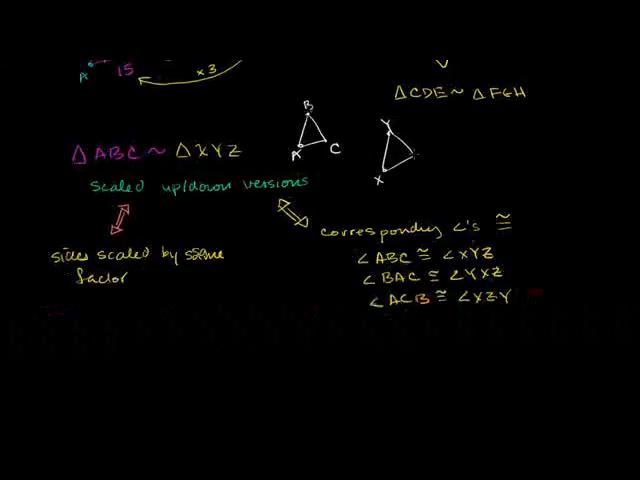 A 15 x3
ΔCDE ~ ΔFGH
B
A C
Y
X
ΔABC ~ ΔXYZ
scaled up/down versions
corresponding ∠'s ≅
sides scaled by same
factor
∠ABC ≅ ∠XYZ
∠BAC ≅ ∠YXZ
∠ACB ≅ ∠XZY